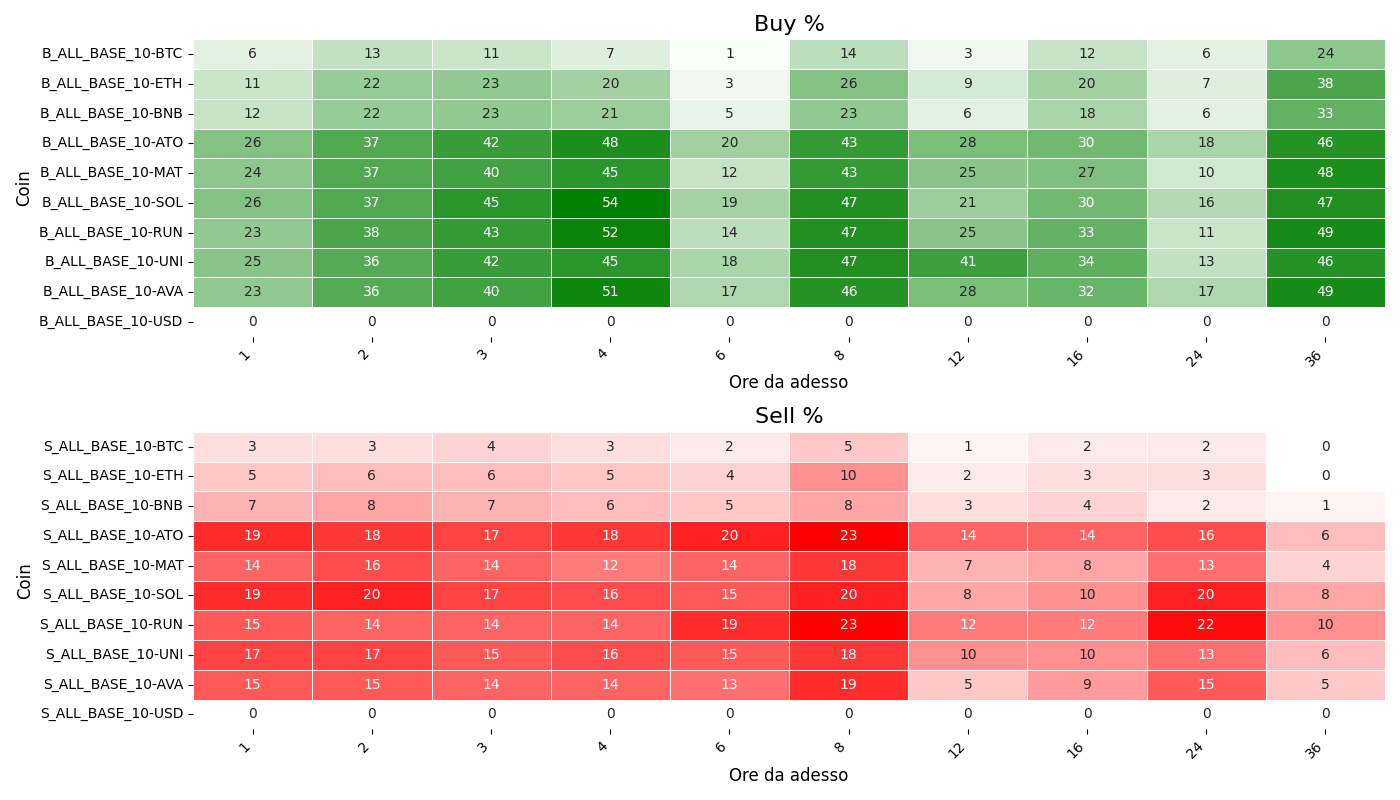 Buy %
Coin
B_ALL_BASE_10-BTC 6 13 11 7 1 14 3 12 6 24
B_ALL_BASE_10-ETH 11 22 23 20 3 26 9 20 7 38
B_ALL_BASE_10-BNB 12 22 23 21 5 23 6 18 6 33
B_ALL_BASE_10-ATO 26 37 42 48 20 43 28 30 18 46
B_ALL_BASE_10-MAT 24 37 40 45 12 43 25 27 10 48
B_ALL_BASE_10-SOL 26 37 45 54 19 47 21 30 16 47
B_ALL_BASE_10-RUN 23 38 43 52 14 47 25 33 11 49
B_ALL_BASE_10-UNI 25 36 42 45 18 47 41 34 13 46
B_ALL_BASE_10-AVA 23 36 40 51 17 46 28 32 17 49
B_ALL_BASE_10-USD 0 0 0 0 0 0 0 0 0 0
1 2 3 4 6 8 12 16 24 36
Ore da adesso
Sell %
Coin
S_ALL_BASE_10-BTC 3 3 4 3 2 5 1 2 2 0
S_ALL_BASE_10-ETH 5 6 6 5 4 10 2 3 3 0
S_ALL_BASE_10-BNB 7 8 7 6 5 8 3 4 2 1
S_ALL_BASE_10-ATO 19 18 17 18 20 23 14 14 16 6
S_ALL_BASE_10-MAT 14 16 14 12 14 18 7 8 13 4
S_ALL_BASE_10-SOL 19 20 17 16 15 20 8 10 20 8
S_ALL_BASE_10-RUN 15 14 14 14 19 23 12 12 22 10
S_ALL_BASE_10-UNI 17 17 15 16 15 18 10 10 13 6
S_ALL_BASE_10-AVA 15 15 14 14 13 19 5 9 15 5
S_ALL_BASE_10-USD 0 0 0 0 0 0 0 0 0 0
1 2 3 4 6 8 12 16 24 36
Ore da adesso